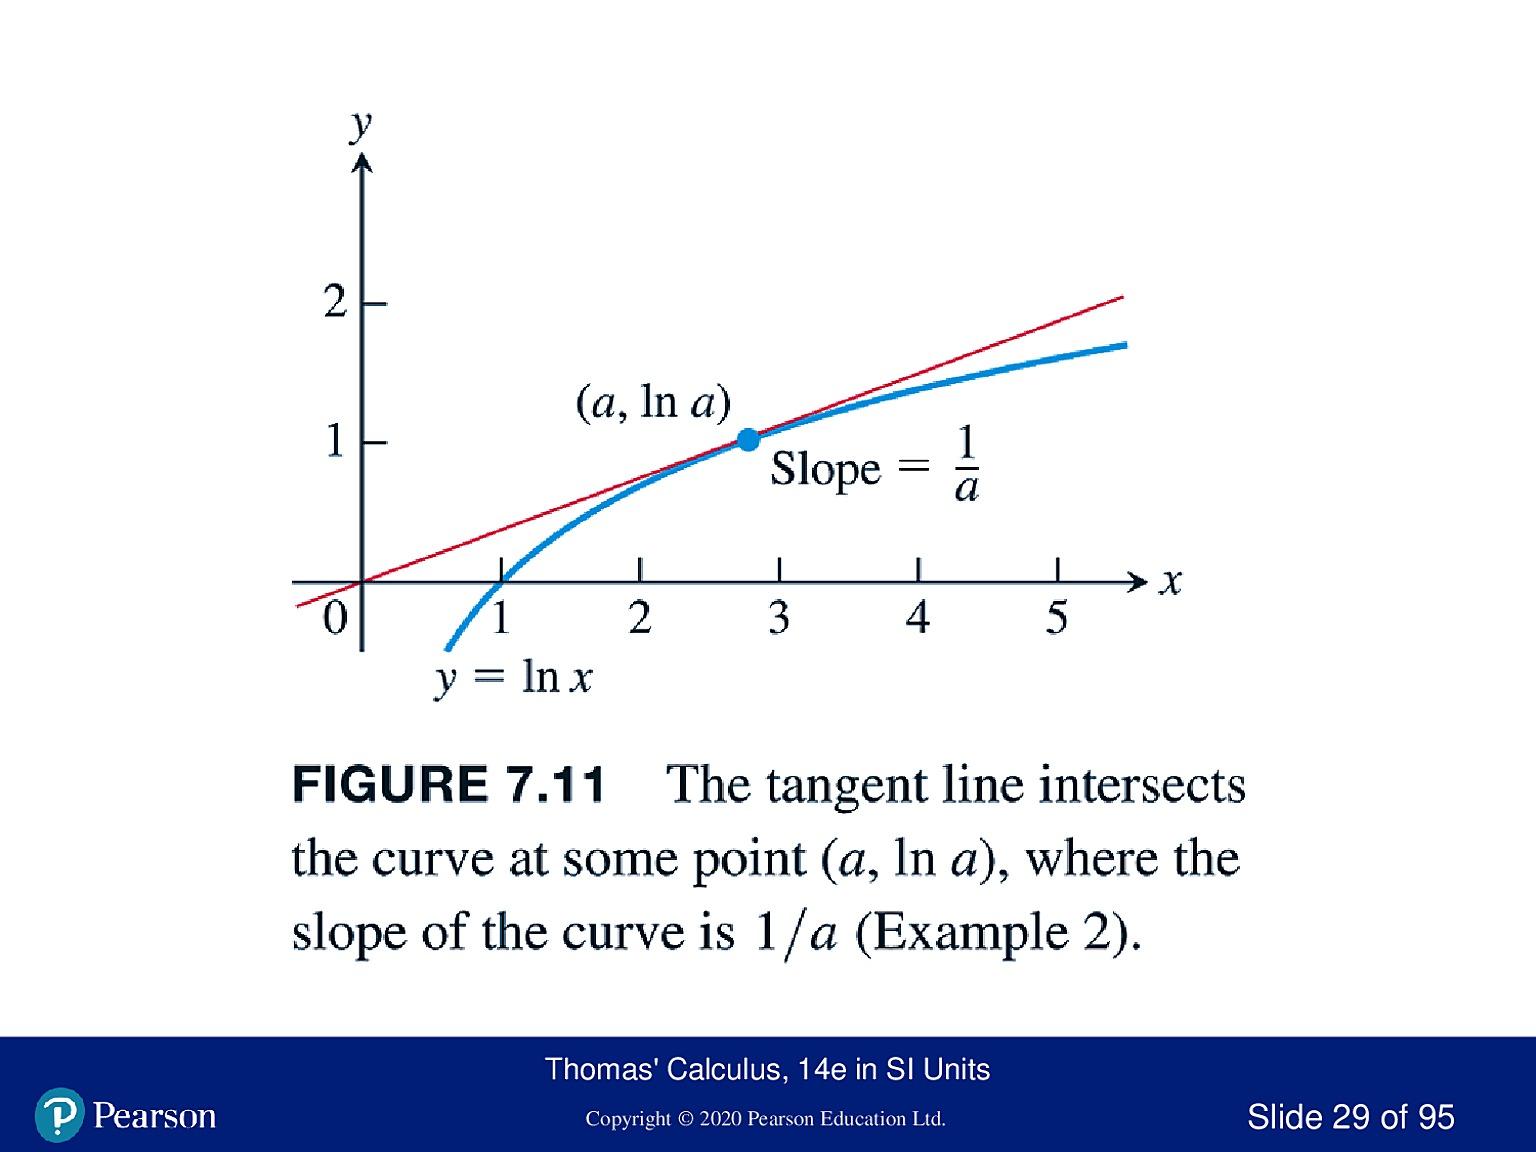 y
2
(a, ln a)
1
Slope = 1/a
x
0 1 2 3 4 5
y = ln x
FIGURE 7.11 The tangent line intersects
the curve at some point (a, ln a), where the
slope of the curve is 1/a (Example 2).
Thomas' Calculus, 14e in SI Units
Pearson
Copyright © 2020 Pearson Education Ltd.
Slide 29 of 95